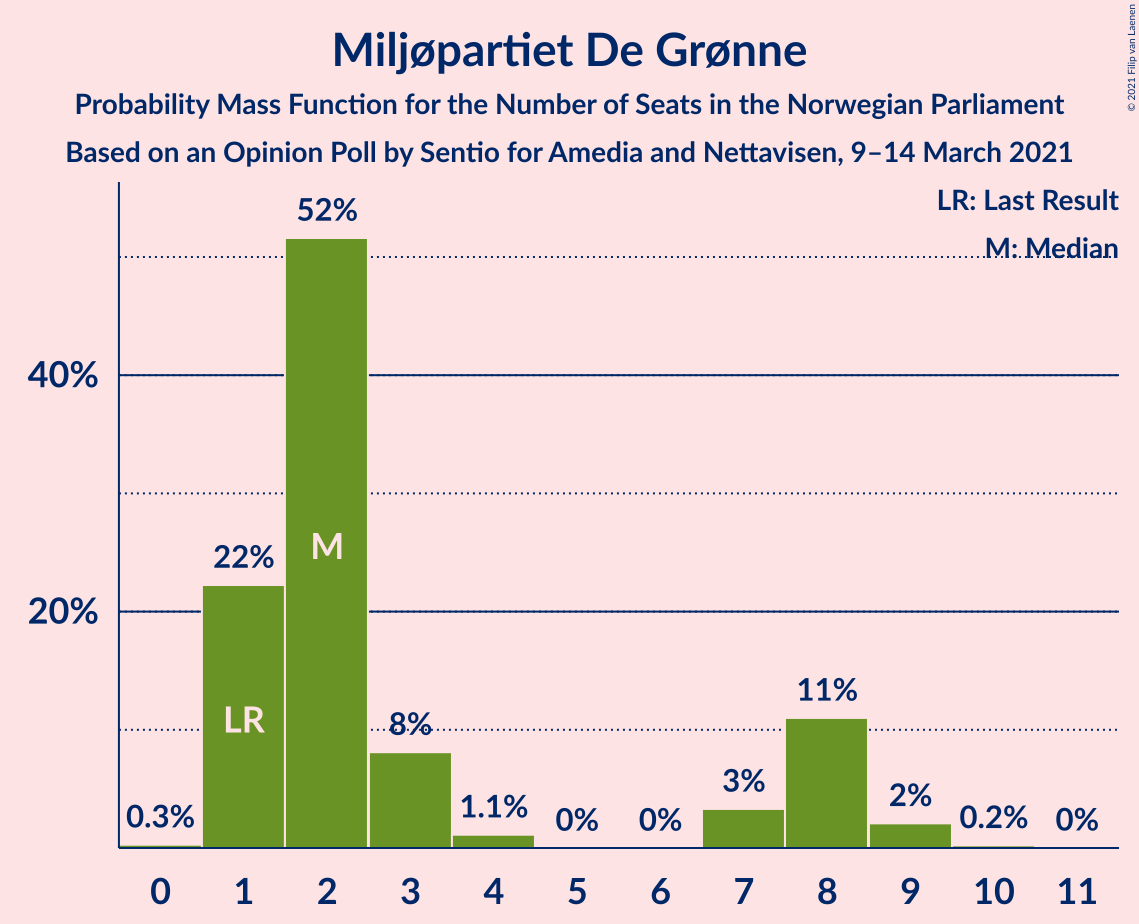 Miljøpartiet De Grønne
Probability Mass Function for the Number of Seats in the Norwegian Parliament
Based on an Opinion Poll by Sentio for Amedia and Nettavisen, 9–14 March 2021
© 2021 Filip van Laenen
LR: Last Result
M: Median
52%
40%
M
22%
20%
LR
11%
8%
3%
2%
0.3%
1.1%
0%
0%
0.2%
0%
0 1 2 3 4 5 6 7 8 9 10 11